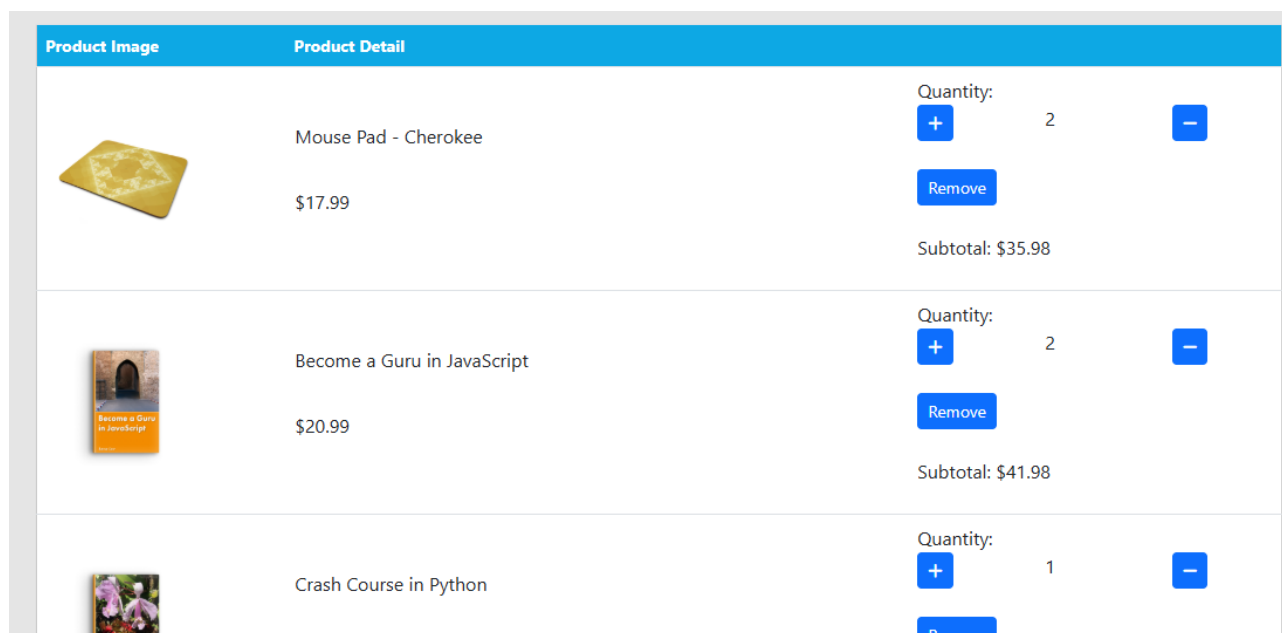 Product Image Product Detail
Mouse Pad - Cherokee
$17.99
Quantity:
+ 2 −
Remove
Subtotal: $35.98
Become a Guru
in JavaScript
Become a Guru in JavaScript
$20.99
Quantity:
+ 2 −
Remove
Subtotal: $41.98
Crash Course in Python
Quantity:
+ 1 −